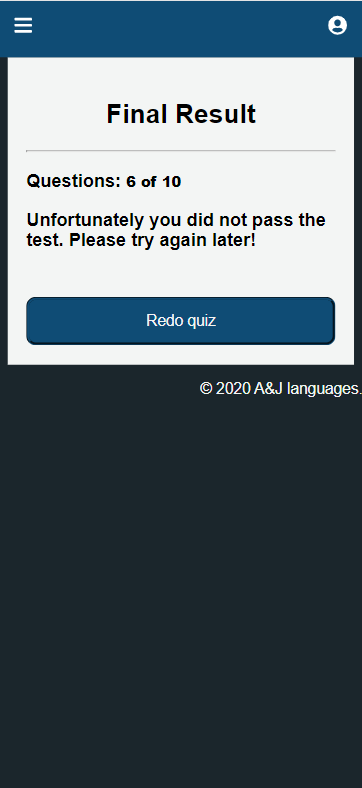 Final Result
Questions: 6 of 10
Unfortunately you did not pass the
test. Please try again later!
Redo quiz
© 2020 A&J languages.